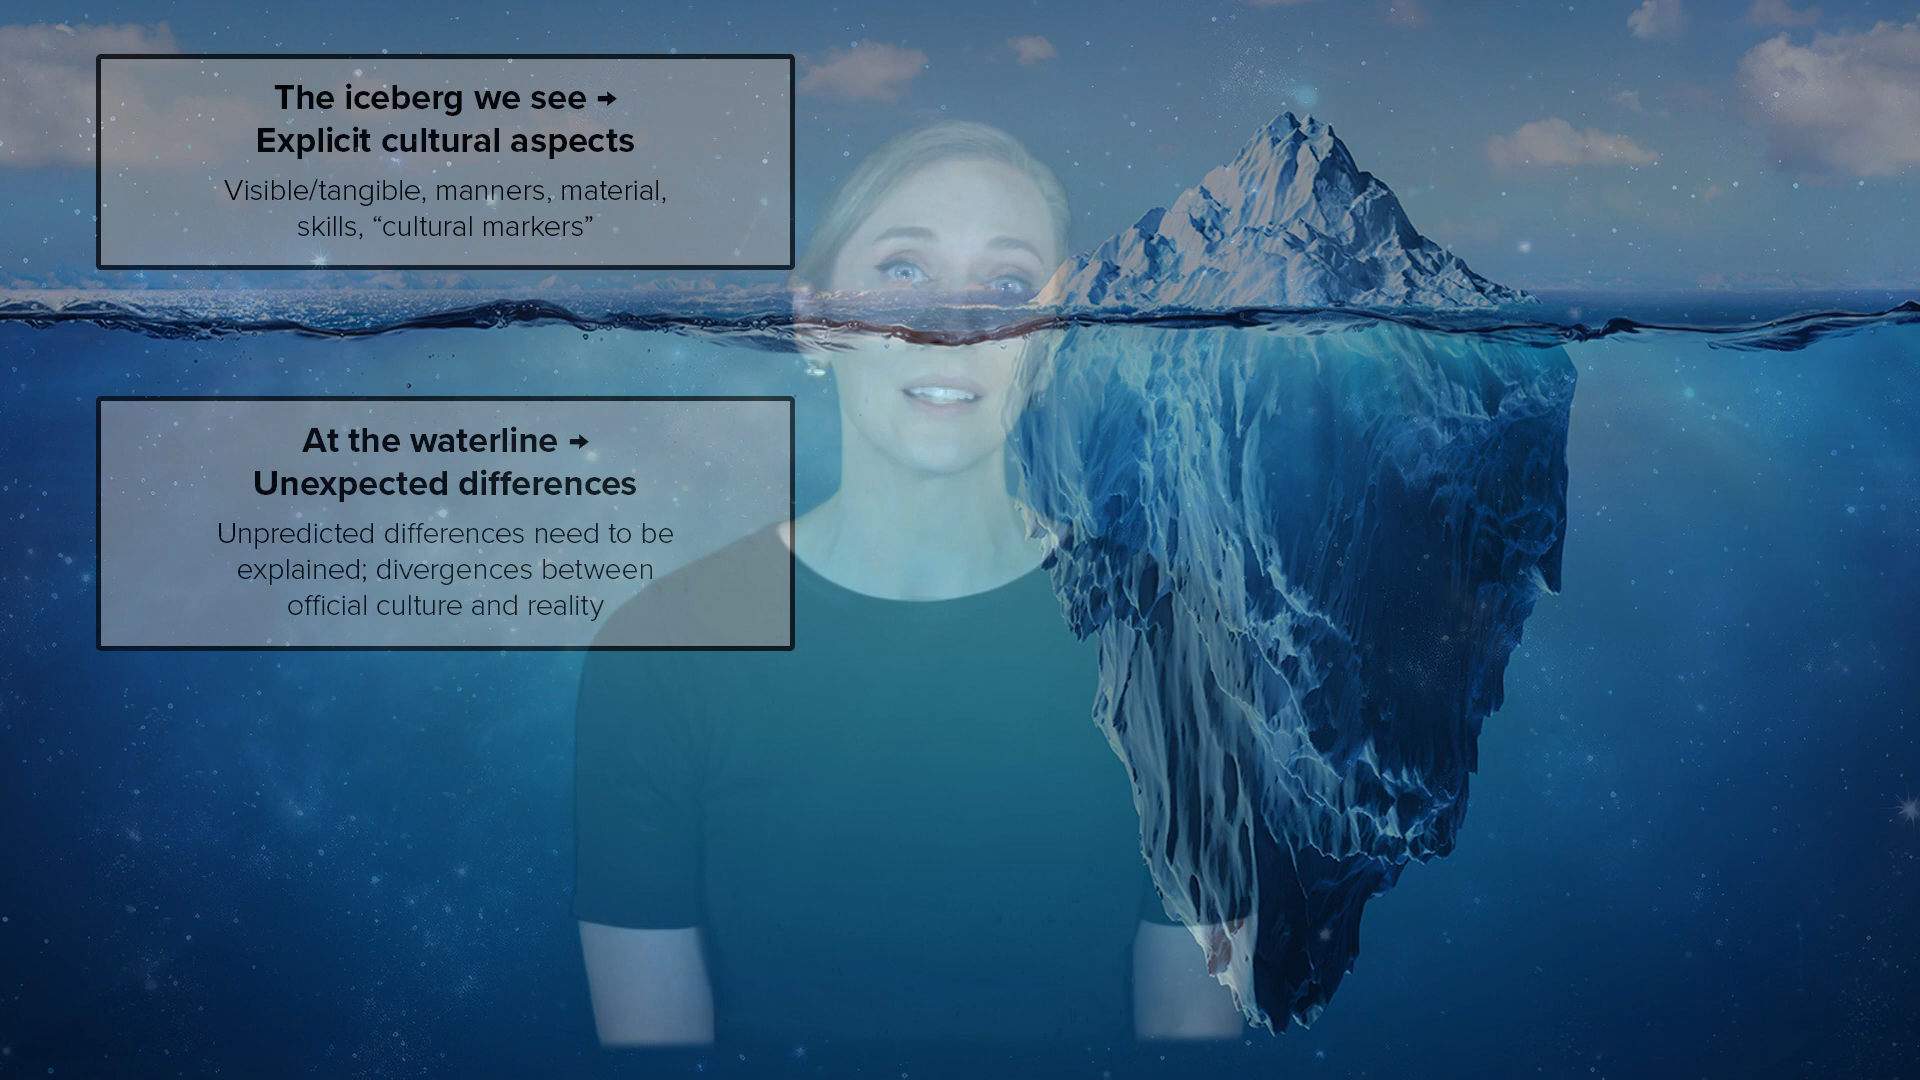 The iceberg we see →
Explicit cultural aspects
Visible/tangible, manners, material,
skills, “cultural markers”
At the waterline →
Unexpected differences
Unpredicted differences need to be
explained; divergences between
official culture and reality